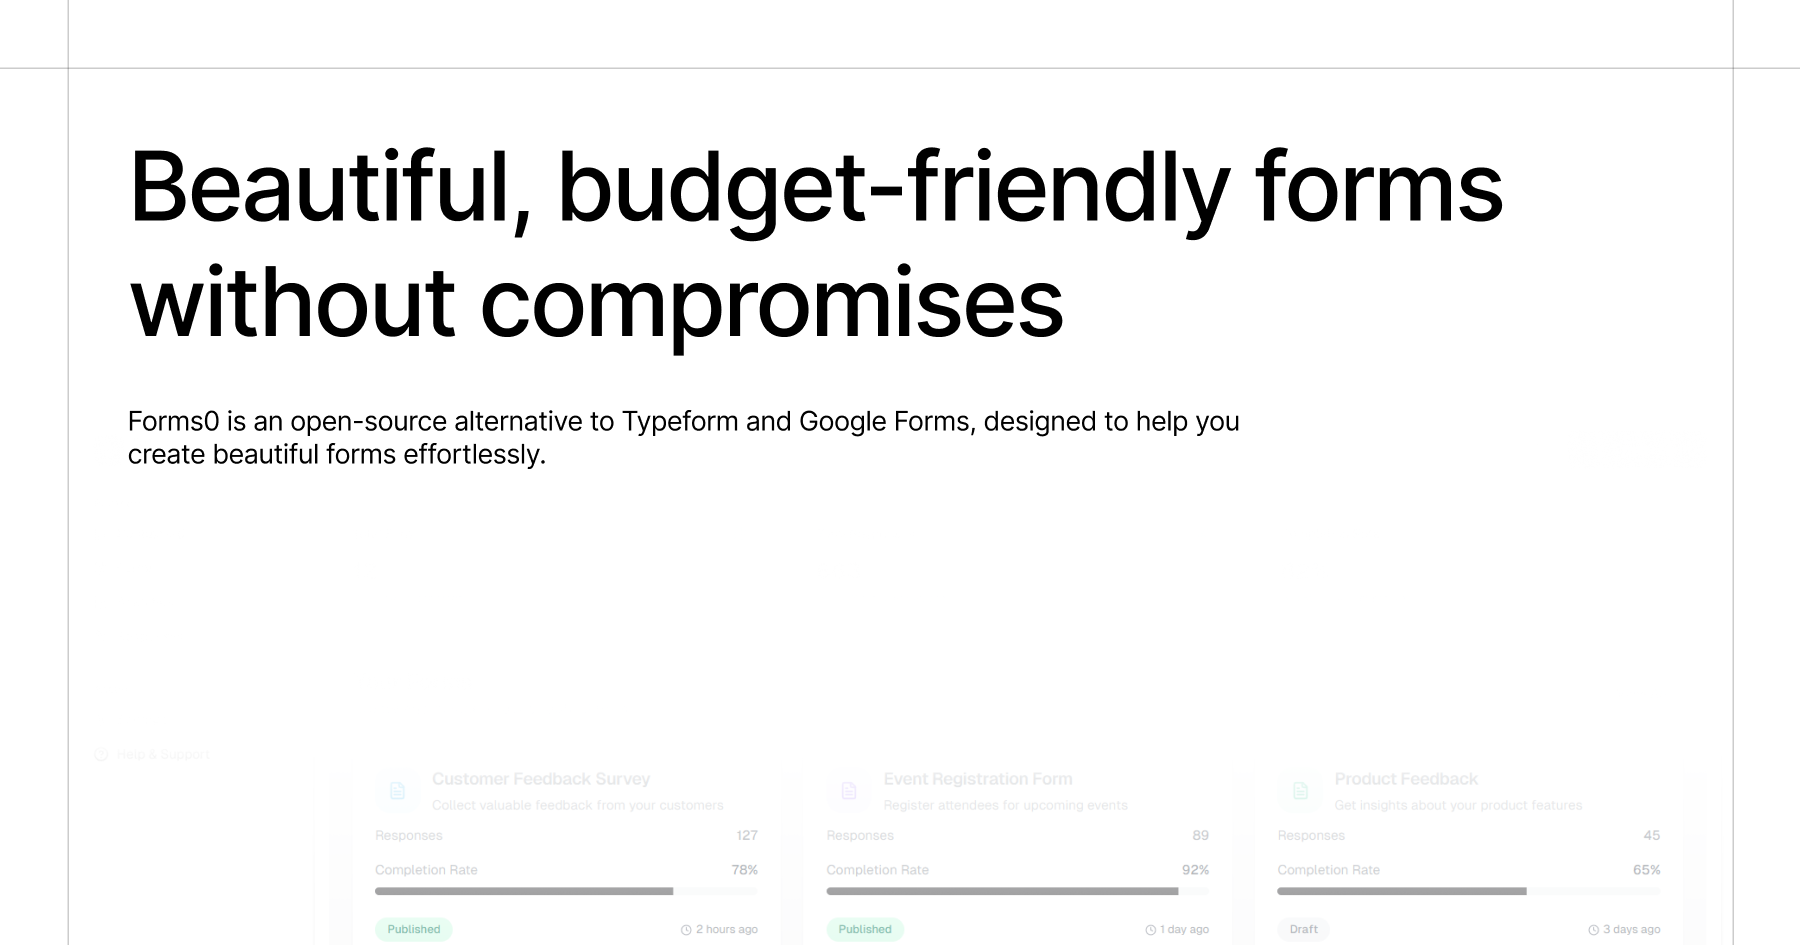 Beautiful, budget-friendly forms
without compromises
Forms0 is an open-source alternative to Typeform and Google Forms, designed to help you
create beautiful forms effortlessly.
Help & Support
Customer Feedback Survey
Collect valuable feedback from your customers
Responses 127
Completion Rate 78%
Published 2 hours ago
Event Registration Form
Register attendees for upcoming events
Responses 89
Completion Rate 92%
Published 1 day ago
Product Feedback
Get insights about your product features
Responses 45
Completion Rate 65%
Draft 3 days ago